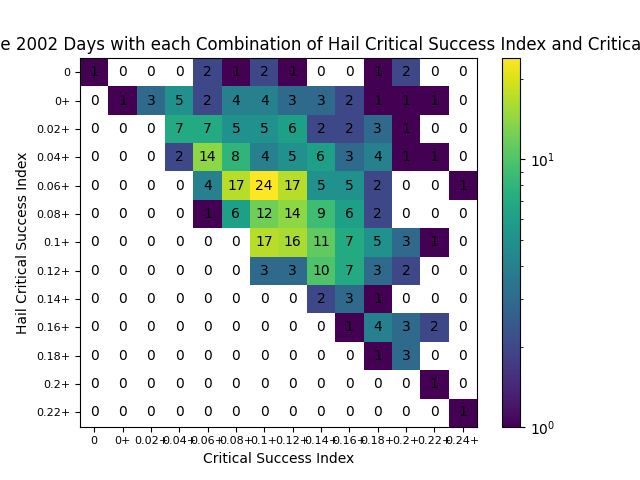 e 2002 Days with each Combination of Hail Critical Success Index and Critica
0 1 0 0 0 2 1 2 1 0 0 1 2 0 0
0+ 0 1 3 5 2 4 4 3 3 2 1 1 1 0
0.02+ 0 0 0 7 7 5 5 6 2 2 3 1 0 0
0.04+ 0 0 0 2 14 8 4 5 6 3 4 1 1 0
0.06+ 0 0 0 0 4 17 24 17 5 5 2 0 0 1
0.08+ 0 0 0 0 1 6 12 14 9 6 2 0 0 0
0.1+ 0 0 0 0 0 0 17 16 11 7 5 3 1 0
0.12+ 0 0 0 0 0 0 3 3 10 7 3 2 0 0
0.14+ 0 0 0 0 0 0 0 0 2 3 1 0 0 0
0.16+ 0 0 0 0 0 0 0 0 0 1 4 3 2 0
0.18+ 0 0 0 0 0 0 0 0 0 0 1 3 0 0
0.2+ 0 0 0 0 0 0 0 0 0 0 0 0 1 0
0.22+ 0 0 0 0 0 0 0 0 0 0 0 0 0 1
0 0+ 0.02+ 0.04+ 0.06+ 0.08+ 0.1+ 0.12+ 0.14+ 0.16+ 0.18+ 0.2+ 0.22+ 0.24+
Critical Success Index
Hail Critical Success Index
10¹
10⁰